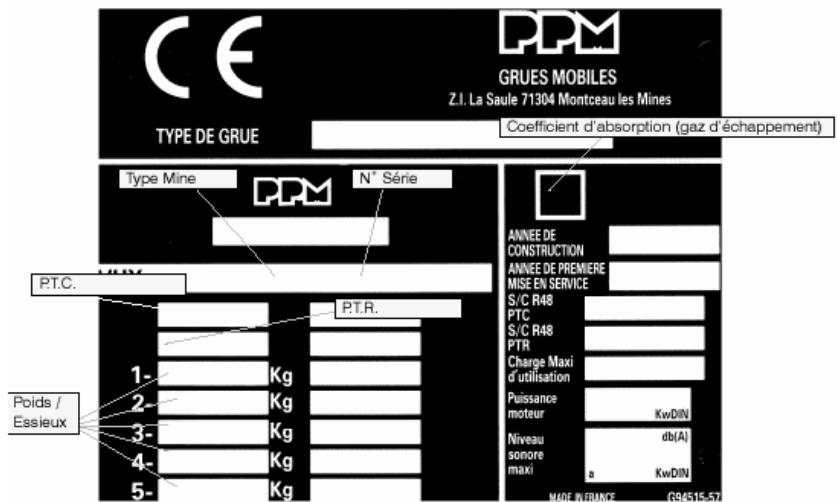 CE
PPM
GRUES MOBILES
Z.I. La Saule 71304 Montceau les Mines
TYPE DE GRUE
Coefficient d'absorption (gaz d'échappement)
Type Mine
PPM
N° Série
P.T.C.
P.T.R.
1- Kg
2- Kg
3- Kg
4- Kg
5- Kg
Poids /
Essieux
ANNEE DE
CONSTRUCTION
ANNEE DE PREMIERE
MISE EN SERVICE
S/C R48
PTC
S/C R48
PTR
Charge Maxi
d'utilisation
Puissance
moteur
KwDIN
Niveau
sonore
maxi
db(A)
a KwDIN
MADE IN FRANCE G94515-57